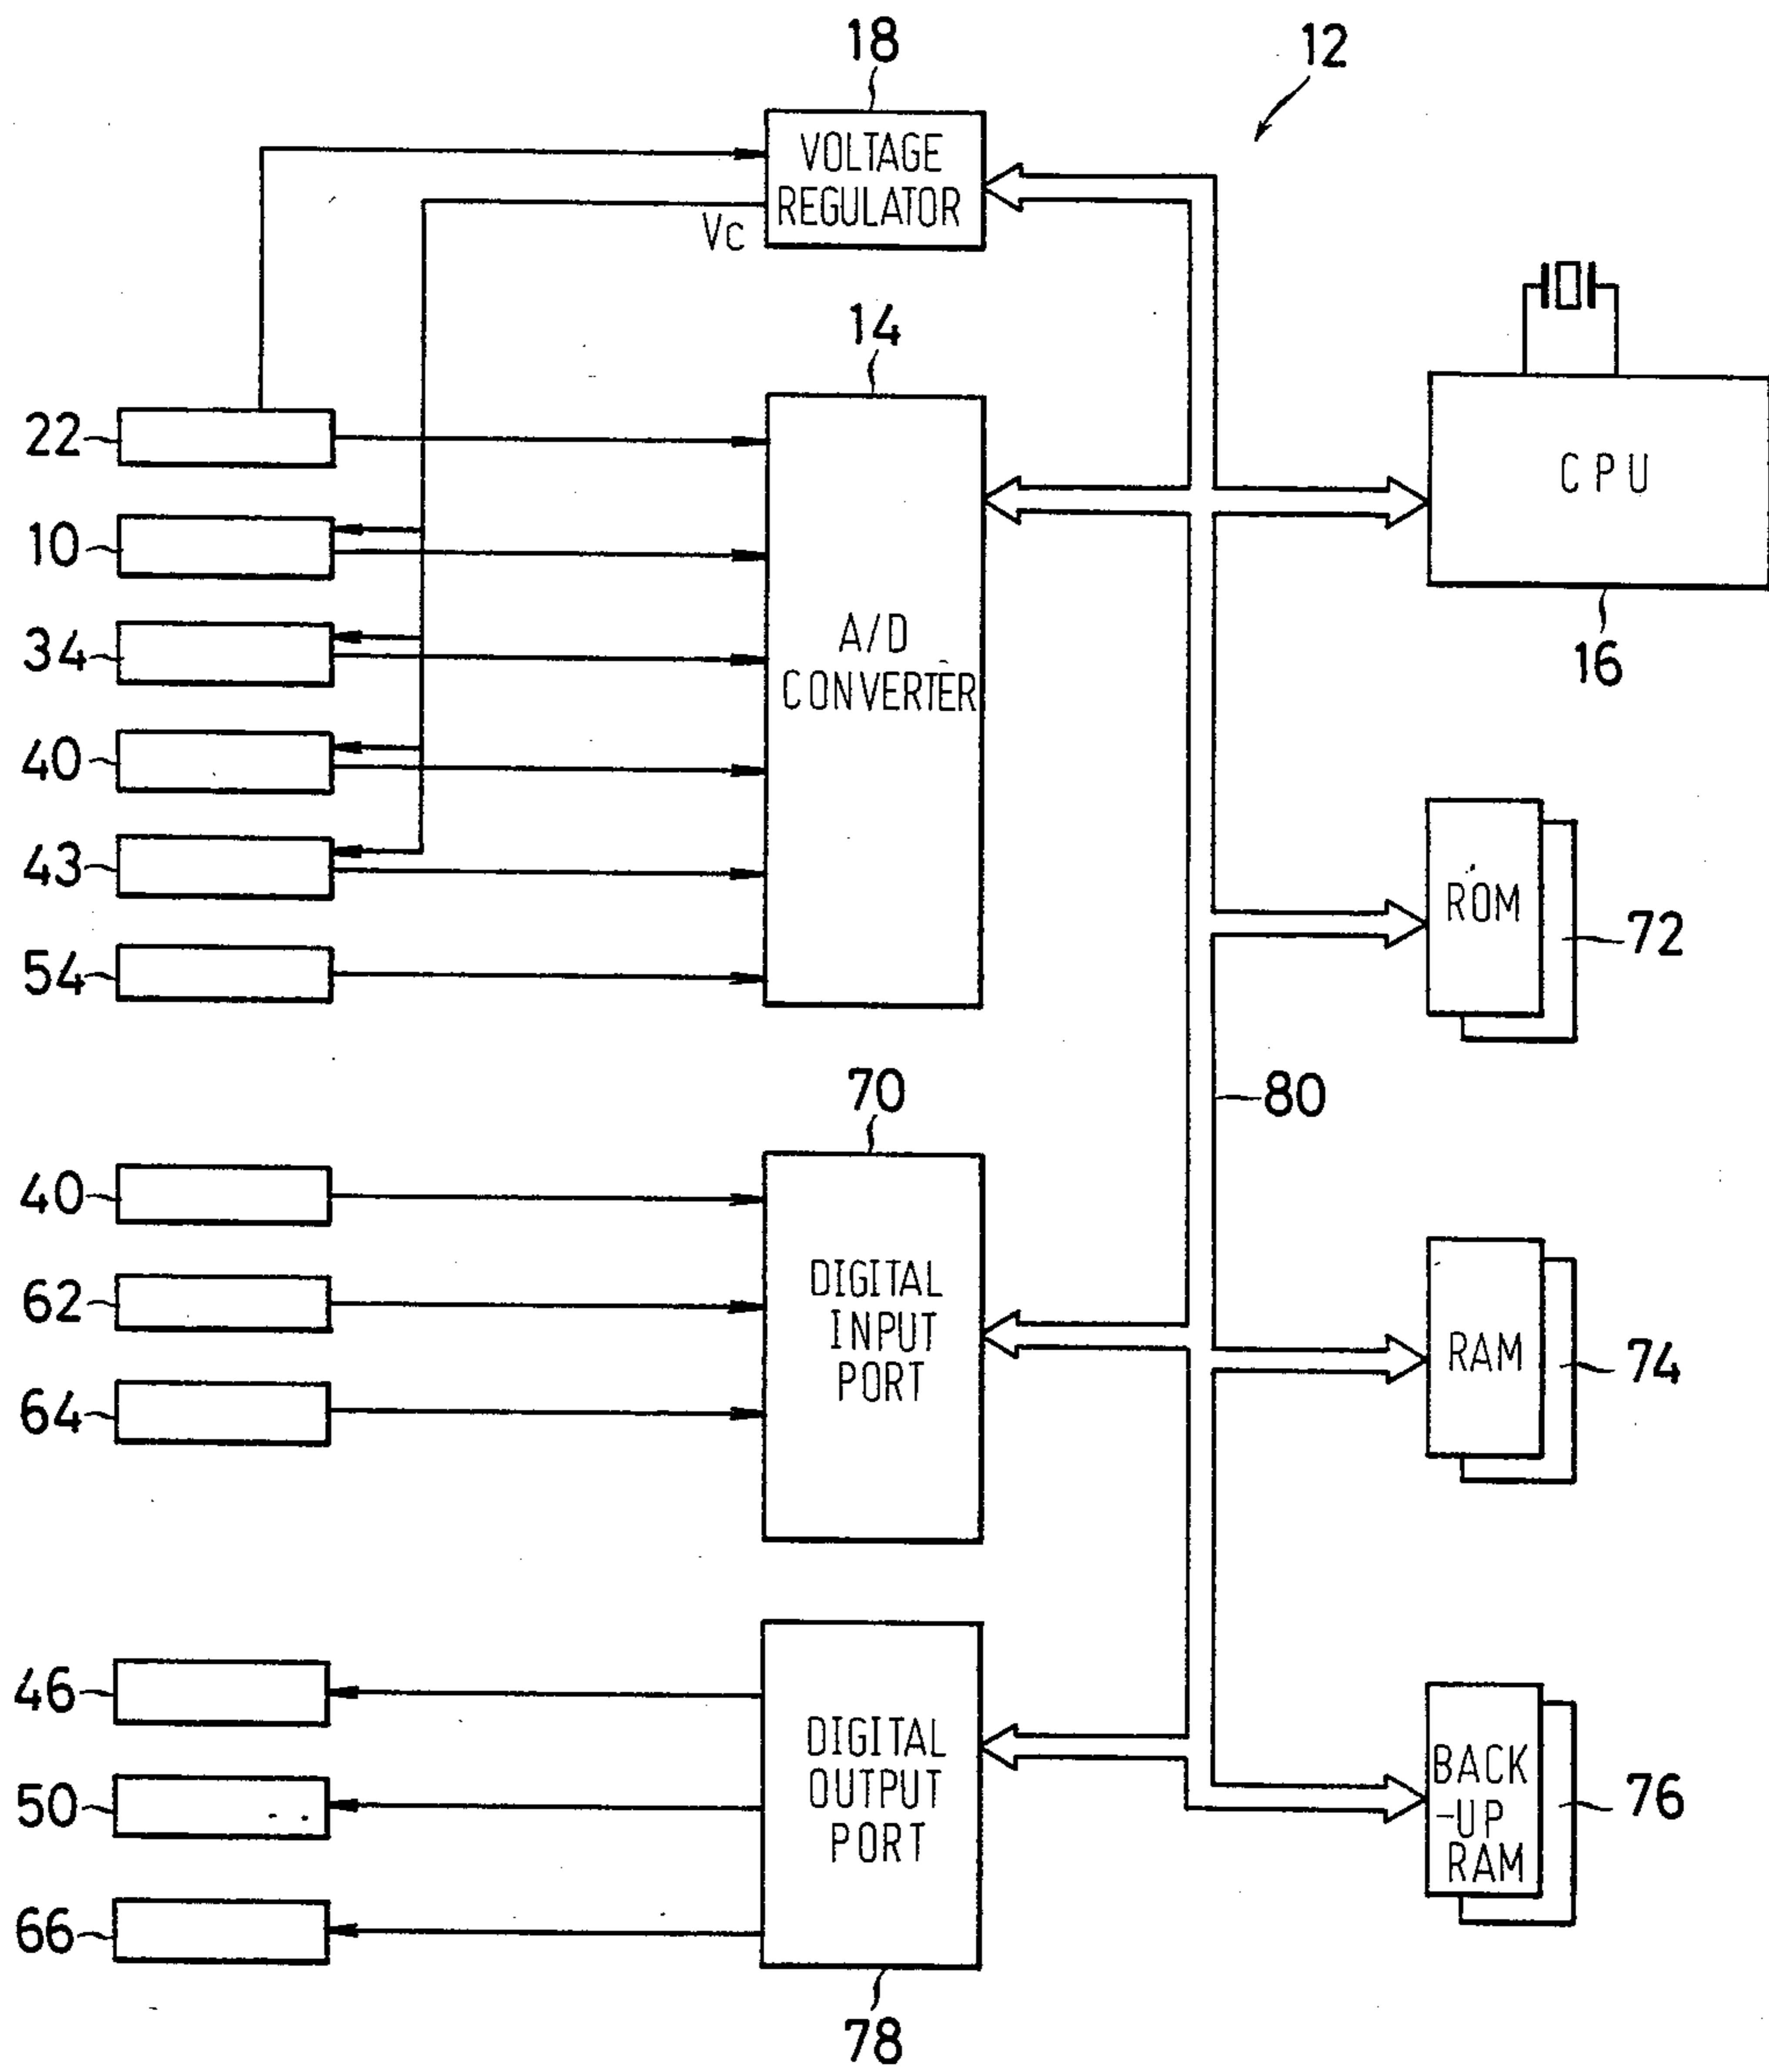 18
12
VOLTAGE
REGULATOR
Vc
14
22
CPU
10
A/D
CONVERTER
34
16
40
43
ROM
72
54
70
80
40
DIGITAL
INPUT
PORT
62
RAM
74
64
46
DIGITAL
OUTPUT
PORT
BACK
-UP
RAM
76
50
66
78